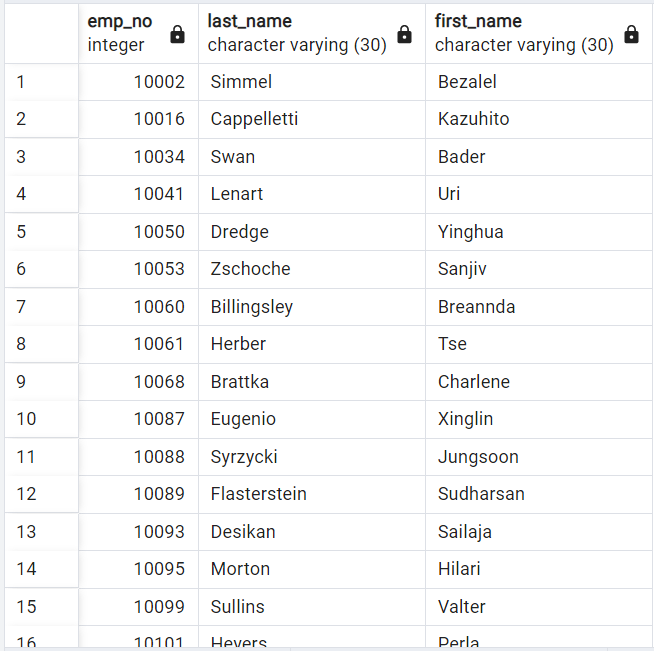 emp_no last_name first_name
integer character varying (30) character varying (30)
1 10002 Simmel Bezalel
2 10016 Cappelletti Kazuhito
3 10034 Swan Bader
4 10041 Lenart Uri
5 10050 Dredge Yinghua
6 10053 Zschoche Sanjiv
7 10060 Billingsley Breannda
8 10061 Herber Tse
9 10068 Brattka Charlene
10 10087 Eugenio Xinglin
11 10088 Syrzycki Jungsoon
12 10089 Flasterstein Sudharsan
13 10093 Desikan Sailaja
14 10095 Morton Hilari
15 10099 Sullins Valter
16 10101 Heyers Perla